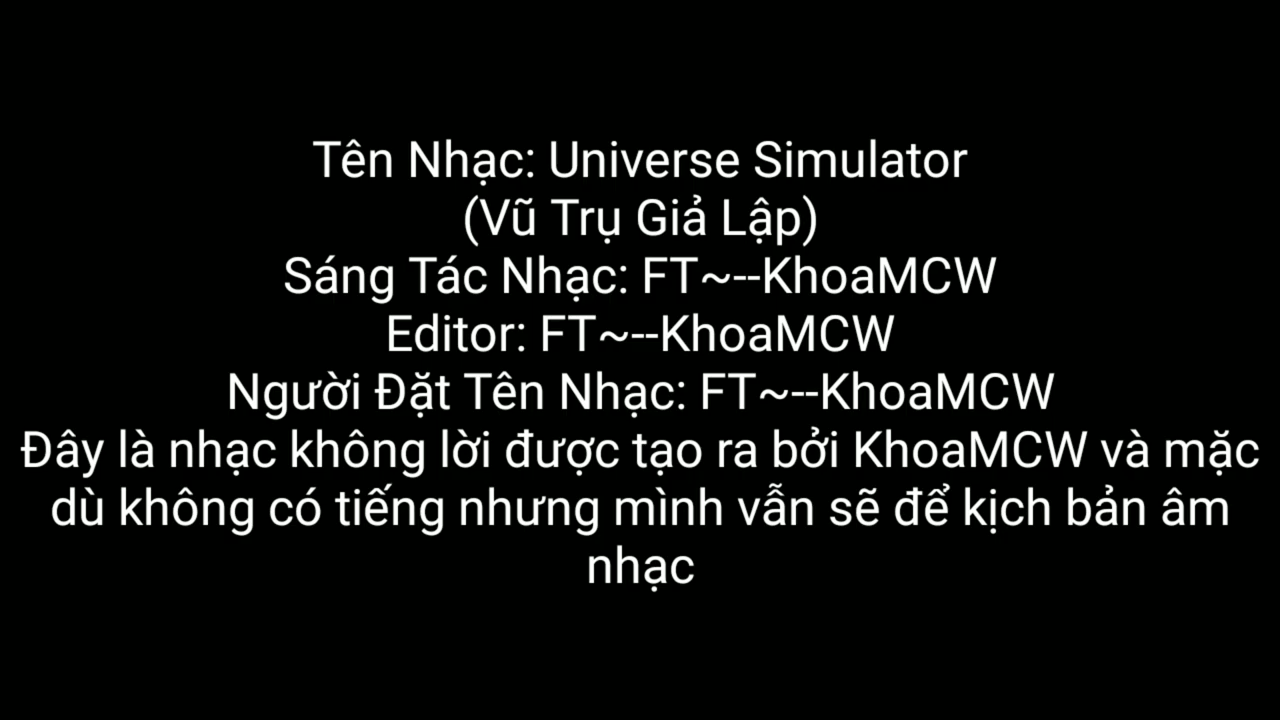 Tên Nhạc: Universe Simulator
(Vũ Trụ Giả Lập)
Sáng Tác Nhạc: FT~--KhoaMCW
Editor: FT~--KhoaMCW
Người Đặt Tên Nhạc: FT~--KhoaMCW
Đây là nhạc không lời được tạo ra bởi KhoaMCW và mặc
dù không có tiếng nhưng mình vẫn sẽ để kịch bản âm
nhạc